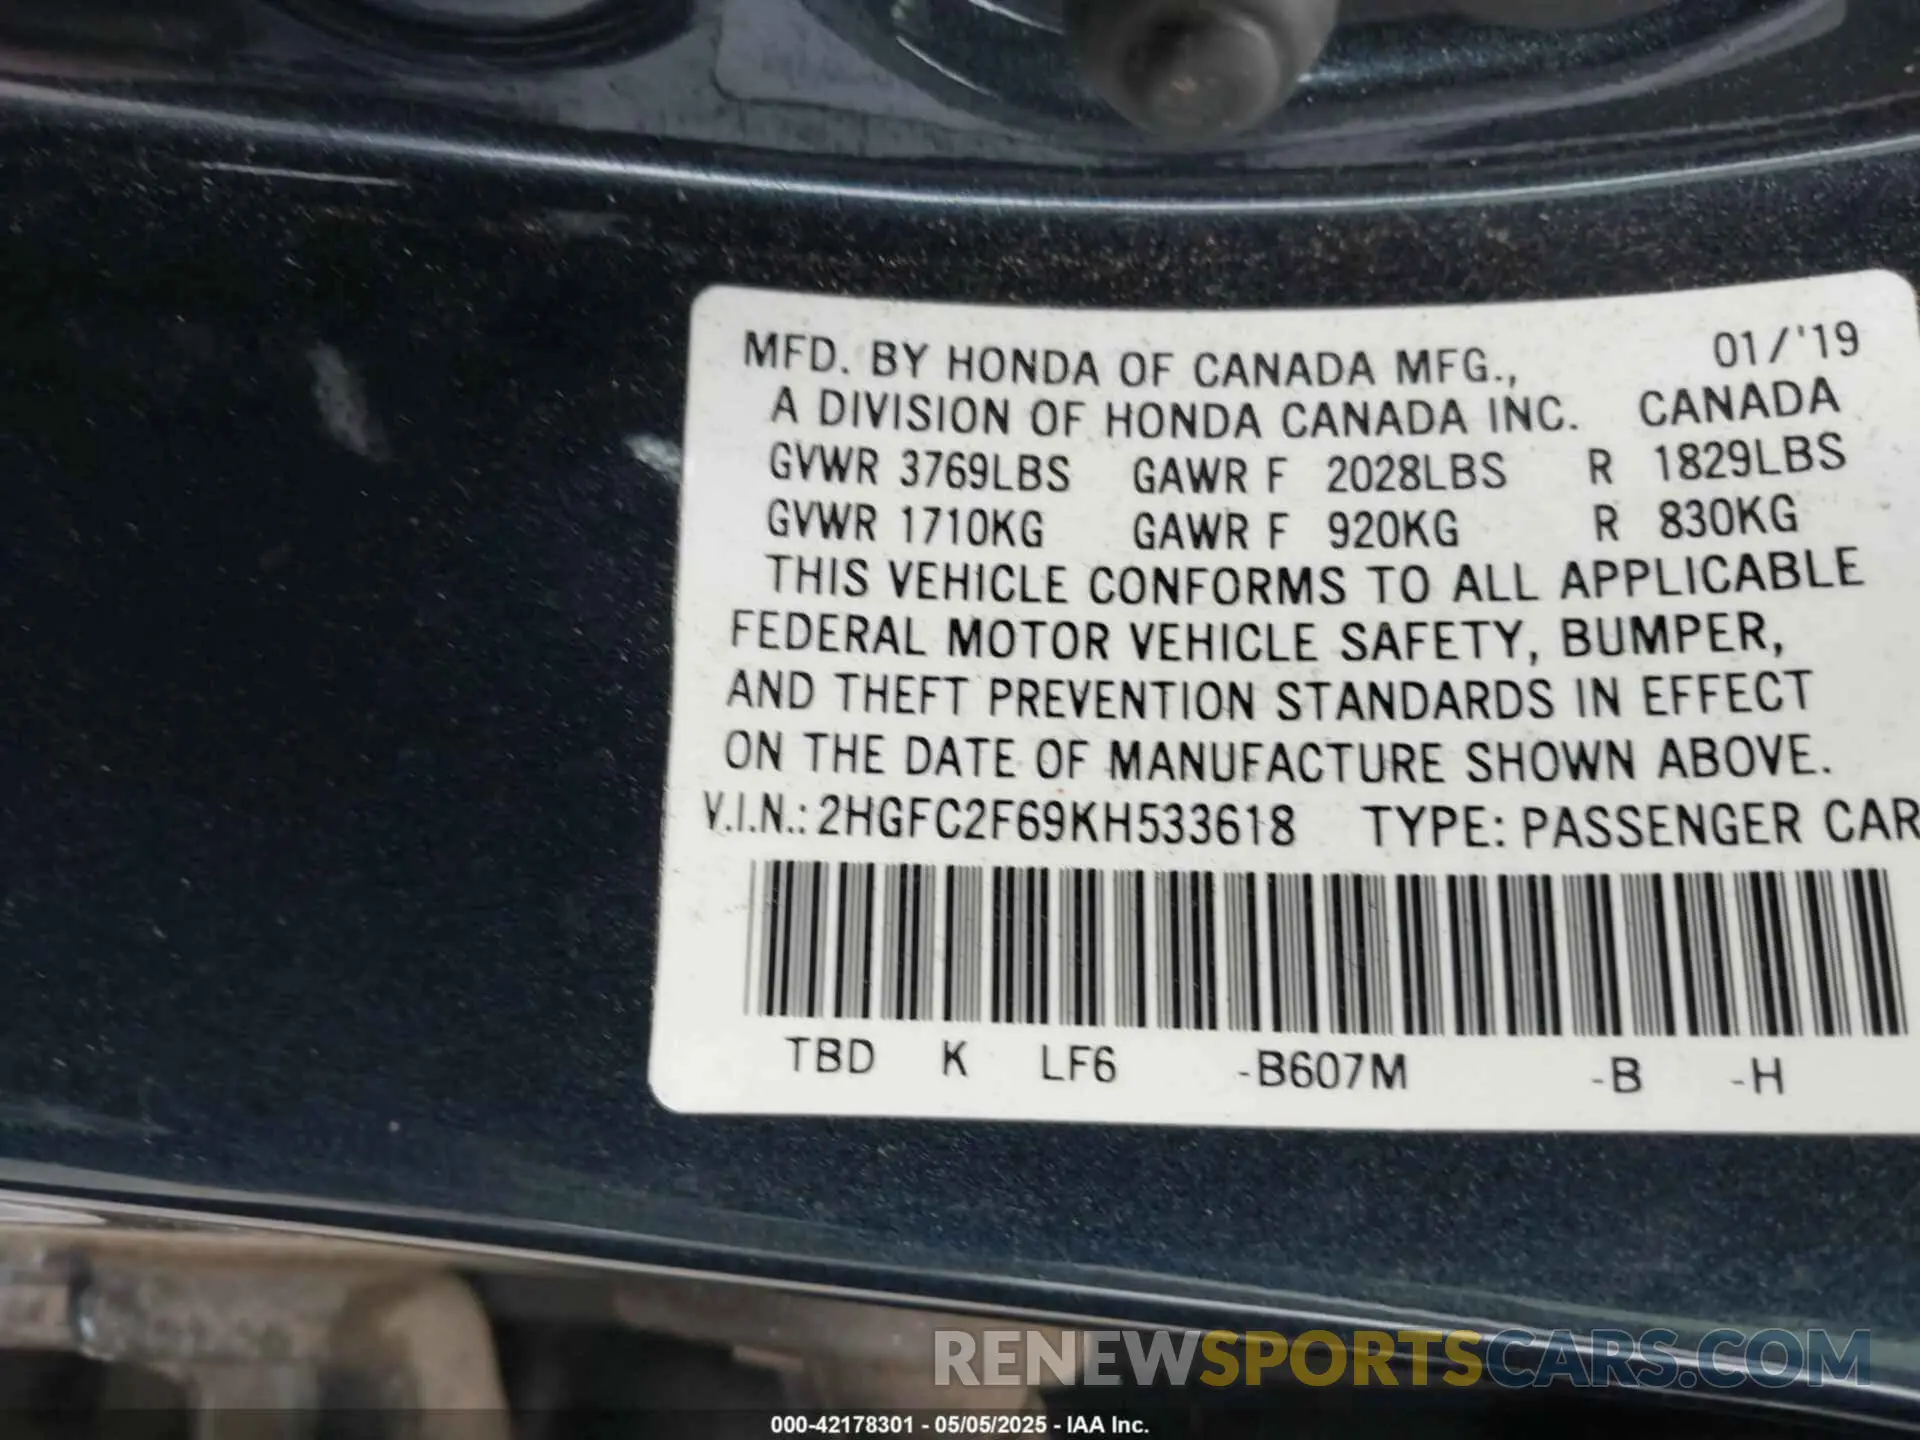 MFD. BY HONDA OF CANADA MFG., 01/'19
A DIVISION OF HONDA CANADA INC. CANADA
GVWR 3769LBS GAWR F 2028LBS R 1829LBS
GVWR 1710KG GAWR F 920KG R 830KG
THIS VEHICLE CONFORMS TO ALL APPLICABLE
FEDERAL MOTOR VEHICLE SAFETY, BUMPER,
AND THEFT PREVENTION STANDARDS IN EFFECT
ON THE DATE OF MANUFACTURE SHOWN ABOVE.
V.I.N.: 2HGFC2F69KH533618 TYPE: PASSENGER CAR
TBD K LF6 -B607M -B -H
RENEWSPORTSCARS.COM
000-42178301 - 05/05/2025 - IAA Inc.